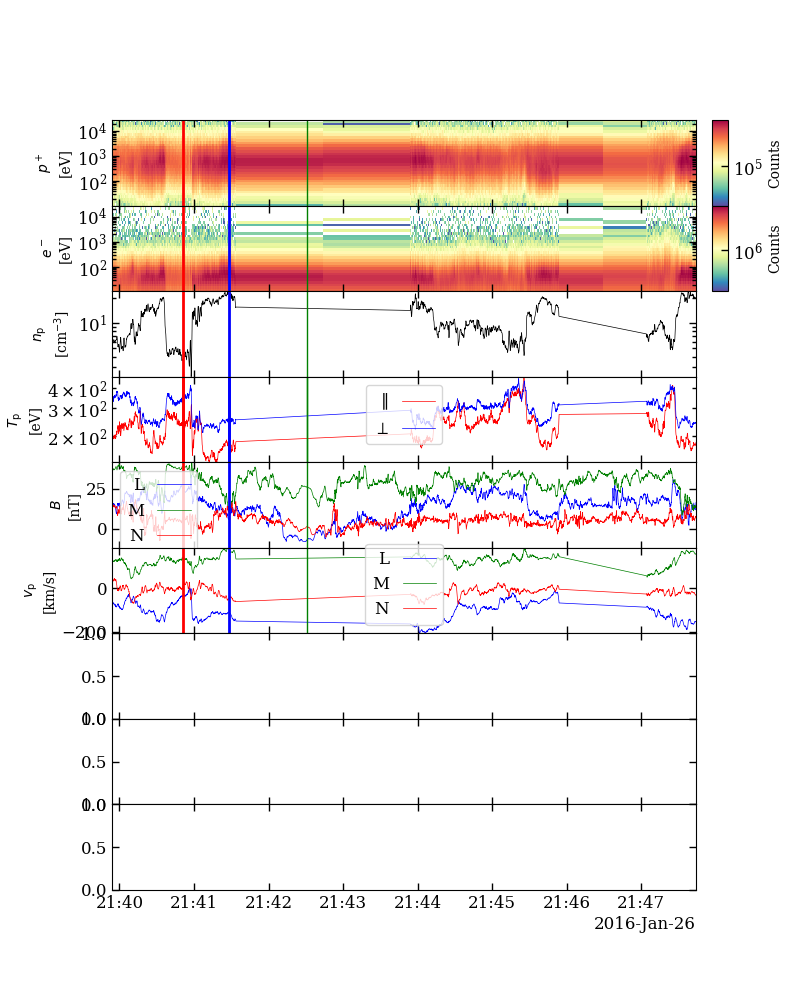 10⁴
10³
10²
p⁺
[eV]
10⁵
Counts
10⁴
10³
10²
e⁻
[eV]
10⁶
Counts
10¹
nₚ
[cm⁻³]
4 × 10²
3 × 10²
2 × 10²
Tₚ
[eV]
∥
⊥
25
0
B
[nT]
L
M
N
0
−200
vₚ
[km/s]
L
M
N
1.0
0.5
0.0
1.0
0.5
0.0
1.0
0.5
0.0
21:40 21:41 21:42 21:43 21:44 21:45 21:46 21:47
2016-Jan-26